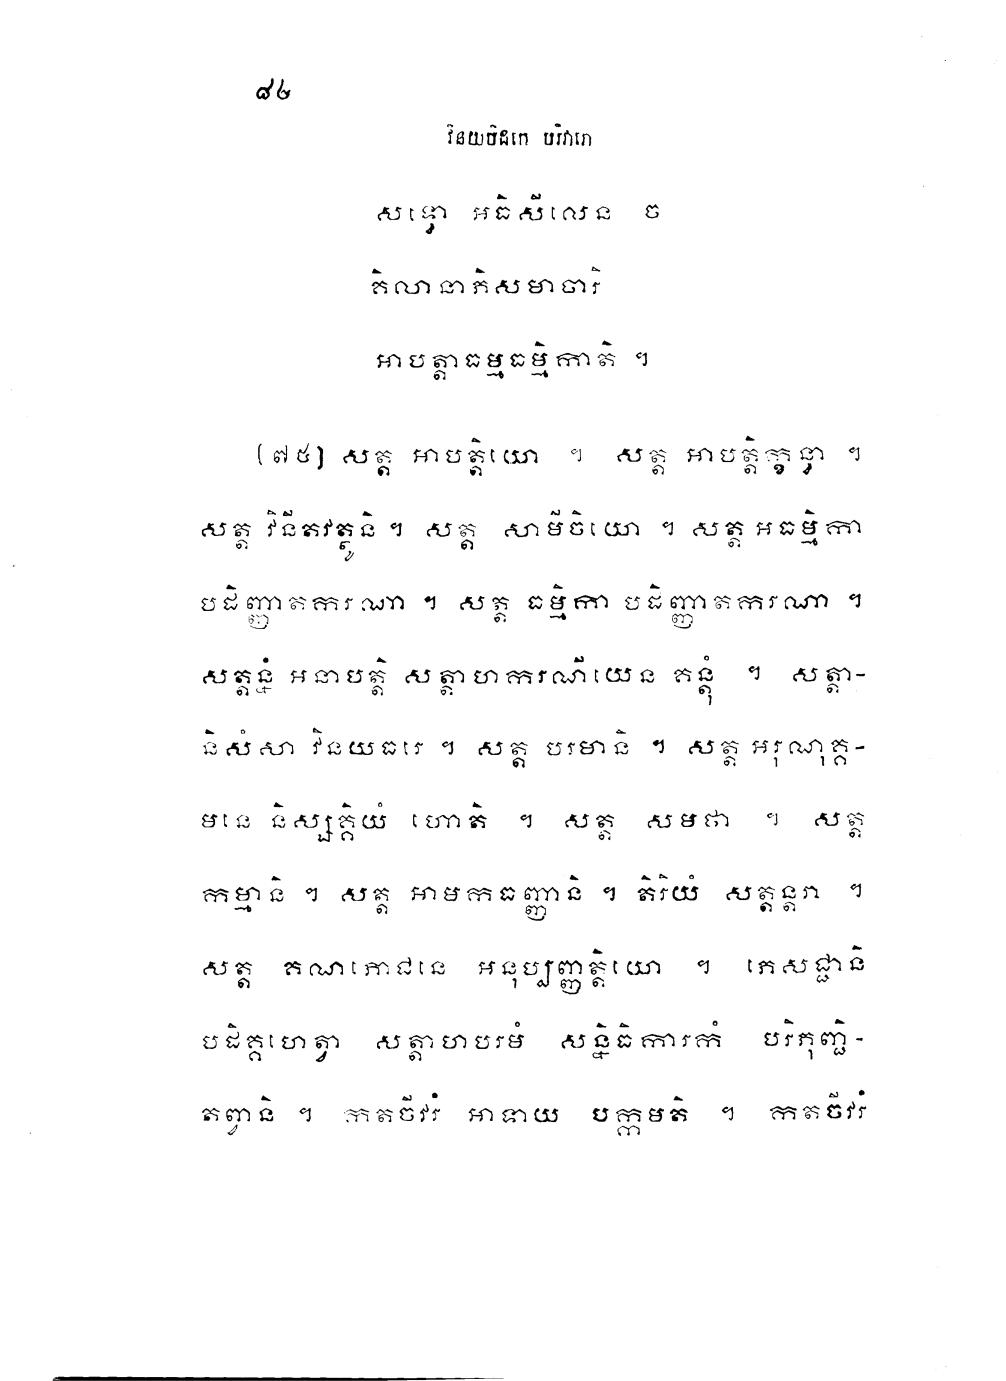 ៨៤
វិនយបិដកេ បរិវារោ
សទ្ធោ អធិសីលេន ច
គិលានាភិសមាចារិ
អាបត្តាធម្មធម្មិកាតិ ។
(៧៥) សត្ត អាបត្តិយោ ។ សត្ត អាបត្តិក្ខន្ធា ។
សត្ត វិនីតវត្ថូនិ ។ សត្ត សាមីចិយោ ។ សត្ត អធម្មិកា
បដិញ្ញាតករណា ។ សត្ត ធម្មិកា បដិញ្ញាតករណា ។
សត្តន្នំ អនាបត្តិ សត្តាហករណីយេន គន្តុំ ។ សត្តា-
និសំសា វិនយធរេ ។ សត្ត បរមានិ ។ សត្ត អរុណុគ្គ-
មនេ និស្សគ្គិយំ ហោតិ ។ សត្ត សមថា ។ សត្ត
កម្មានិ ។ សត្ត អាមកធញ្ញានិ ។ តិរិយំ សត្តន្តរា ។
សត្ត គណភោជនេ អនុប្បញ្ញត្តិយោ ។ ភេសជ្ជានិ
បដិគ្គហេត្វា សត្តាហបរមំ សន្និធិការកំ បរិភុញ្ជិ-
តព្វានិ ។ កតចីវរំ អាទាយ បក្កមតិ ។ កតចីវរំ